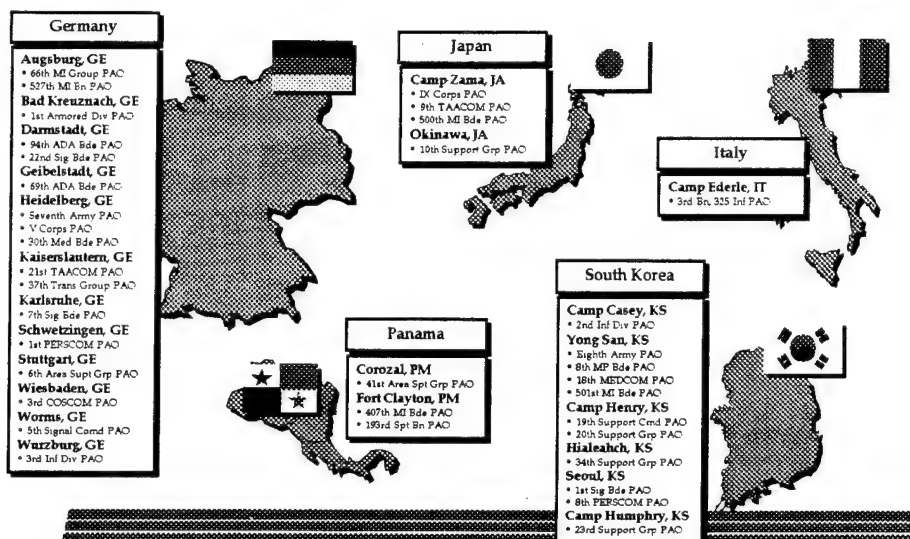 Germany
Augsburg, GE
• 66th MI Group PAO
• 527th MI Bn PAO
Bad Kreuznach, GE
• 1st Armored Div PAO
Darmstadt, GE
• 94th ADA Bde PAO
• 22nd Sig Bde PAO
Geibelstadt, GE
• 69th ADA Bde PAO
Heidelberg, GE
• Seventh Army PAO
• V Corps PAO
• 30th Med Bde PAO
Kaiserslautern, GE
• 21st TAACOM PAO
• 37th Trans Group PAO
Karlsruhe, GE
• 7th Sig Bde PAO
Schwetzingen, GE
• 1st PERSCOM PAO
Stuttgart, GE
• 6th Area Supt Grp PAO
Wiesbaden, GE
• 3rd COSCOM PAO
Worms, GE
• 5th Signal Comd PAO
Wurzburg, GE
• 3rd Inf Div PAO
Japan
Camp Zama, JA
• IX Corps PAO
• 9th TAACOM PAO
• 500th MI Bde PAO
Okinawa, JA
• 10th Support Grp PAO
Italy
Camp Ederle, IT
• 3rd Bn, 325 Inf PAO
Panama
Corozal, PM
• 41st Area Spt Grp PAO
Fort Clayton, PM
• 407th MI Bde PAO
• 193rd Spt Bn PAO
South Korea
Camp Casey, KS
• 2nd Inf Div PAO
Yong San, KS
• Eighth Army PAO
• 8th MP Bde PAO
• 18th MEDCOM PAO
• 501st MI Bde PAO
Camp Henry, KS
• 19th Support Cmd PAO
• 20th Support Grp PAO
Hialeahch, KS
• 34th Support Grp PAO
Seoul, KS
• 1st Sig Bde PAO
• 8th PERSCOM PAO
Camp Humphry, KS
• 23rd Support Grp PAO